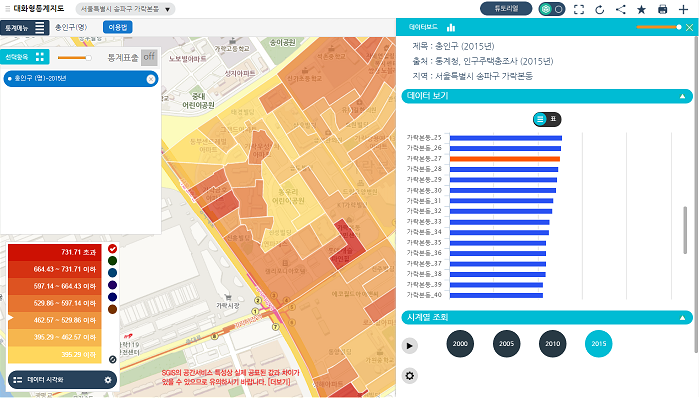 대화형통계지도
서울특별시 송파구 가락본동
튜토리얼
통계메뉴
총인구(명)
이용법
선택항목
통계표출
off
총인구 (명)-2015년
데이터보드
제목 : 총인구 (2015년)
출처 : 통계청, 인구주택총조사 (2015년)
지역 : 서울특별시 송파구 가락본동
데이터 보기
표
가락본동_25
가락본동_26
가락본동_27
가락본동_28
가락본동_29
가락본동_30
가락본동_31
가락본동_32
가락본동_33
가락본동_34
가락본동_35
가락본동_36
가락본동_37
가락본동_38
가락본동_39
가락본동_40
시계열 조회
2000
2005
2010
2015
송이공원
가락고등학교
노보빌아파트
성지아파트
중대
어린이공원
동우리
어린이공원
가락시장
731.71 초과
664.43 ~ 731.71 이하
597.14 ~ 664.43 이하
529.86 ~ 597.14 이하
462.57 ~ 529.86 이하
395.29 ~ 462.57 이하
395.29 이하
데이터 시각화
SGIS의 공간서비스 특성상 실제 공표된 값과 차이가
있을 수 있으므로 유의하시기 바랍니다. [더보기]